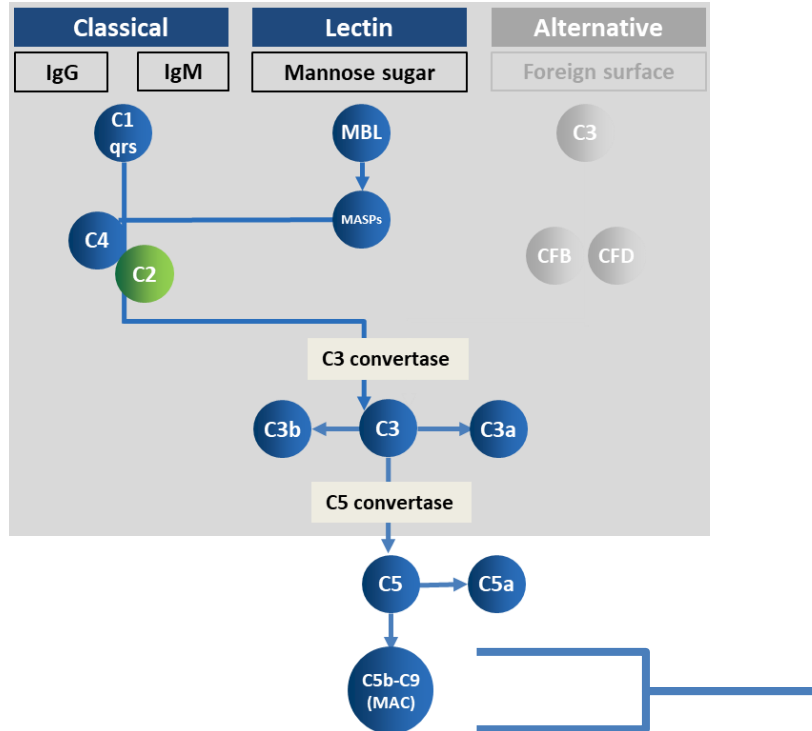 Classical
Lectin
Alternative
IgG
IgM
Mannose sugar
Foreign surface
C1
qrs
MBL
C3
MASPs
C4
C2
CFB
CFD
C3 convertase
C3b
C3
C3a
C5 convertase
C5
C5a
C5b-C9
(MAC)